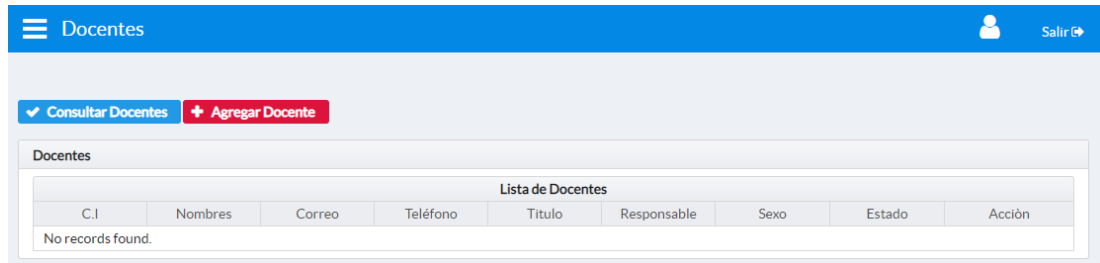 Docentes
Salir
Consultar Docentes
Agregar Docente
Docentes
Lista de Docentes
C.I Nombres Correo Teléfono Titulo Responsable Sexo Estado Acciòn
No records found.